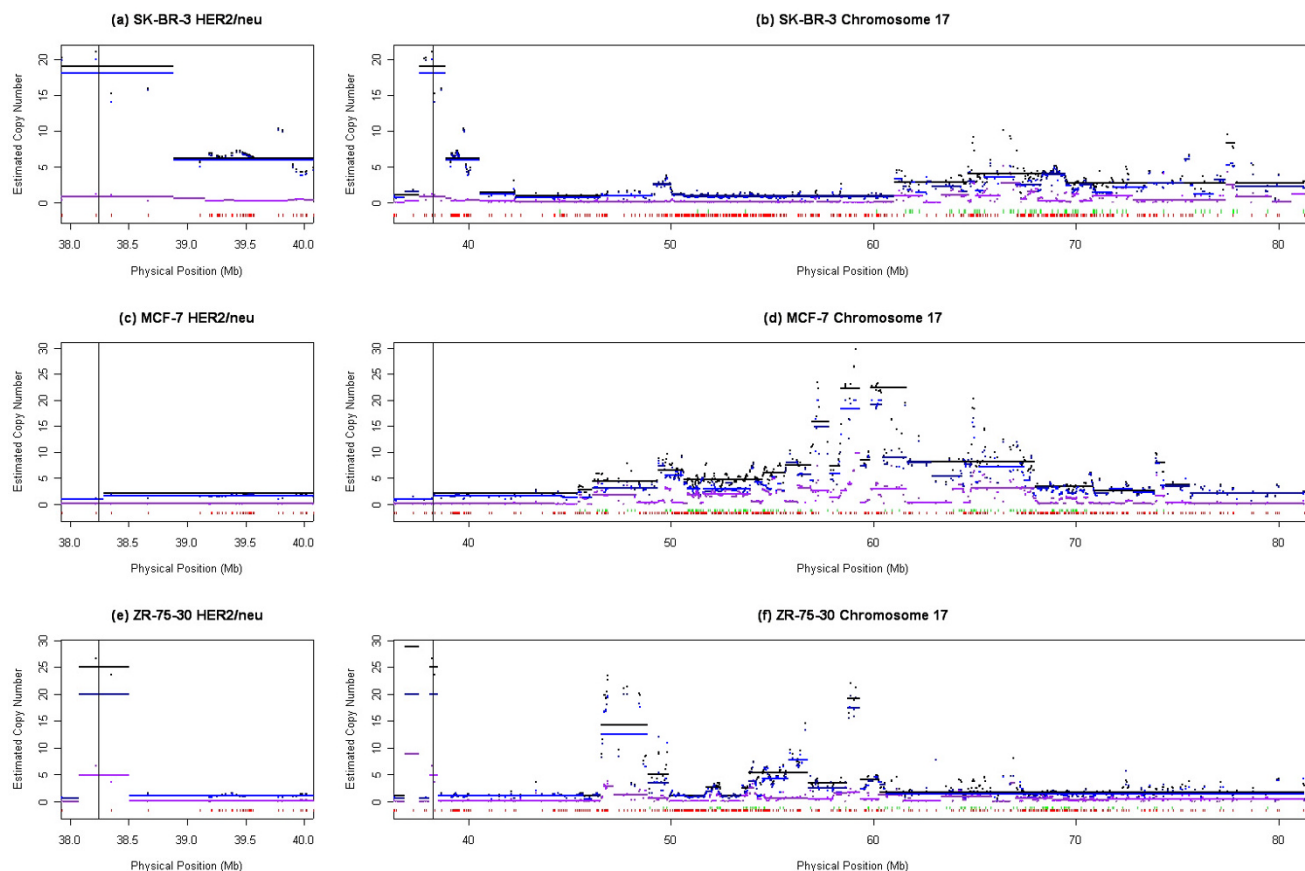 (a) SK-BR-3 HER2/neu
Estimated Copy Number
0 5 10 15 20
38.0 38.5 39.0 39.5 40.0
Physical Position (Mb)
(b) SK-BR-3 Chromosome 17
Estimated Copy Number
0 5 10 15 20
40 50 60 70 80
Physical Position (Mb)
(c) MCF-7 HER2/neu
Estimated Copy Number
0 5 10 15 20 25 30
38.0 38.5 39.0 39.5 40.0
Physical Position (Mb)
(d) MCF-7 Chromosome 17
Estimated Copy Number
0 5 10 15 20 25 30
40 50 60 70 80
Physical Position (Mb)
(e) ZR-75-30 HER2/neu
Estimated Copy Number
0 5 10 15 20 25 30
38.0 38.5 39.0 39.5 40.0
Physical Position (Mb)
(f) ZR-75-30 Chromosome 17
Estimated Copy Number
0 5 10 15 20 25 30
40 50 60 70 80
Physical Position (Mb)